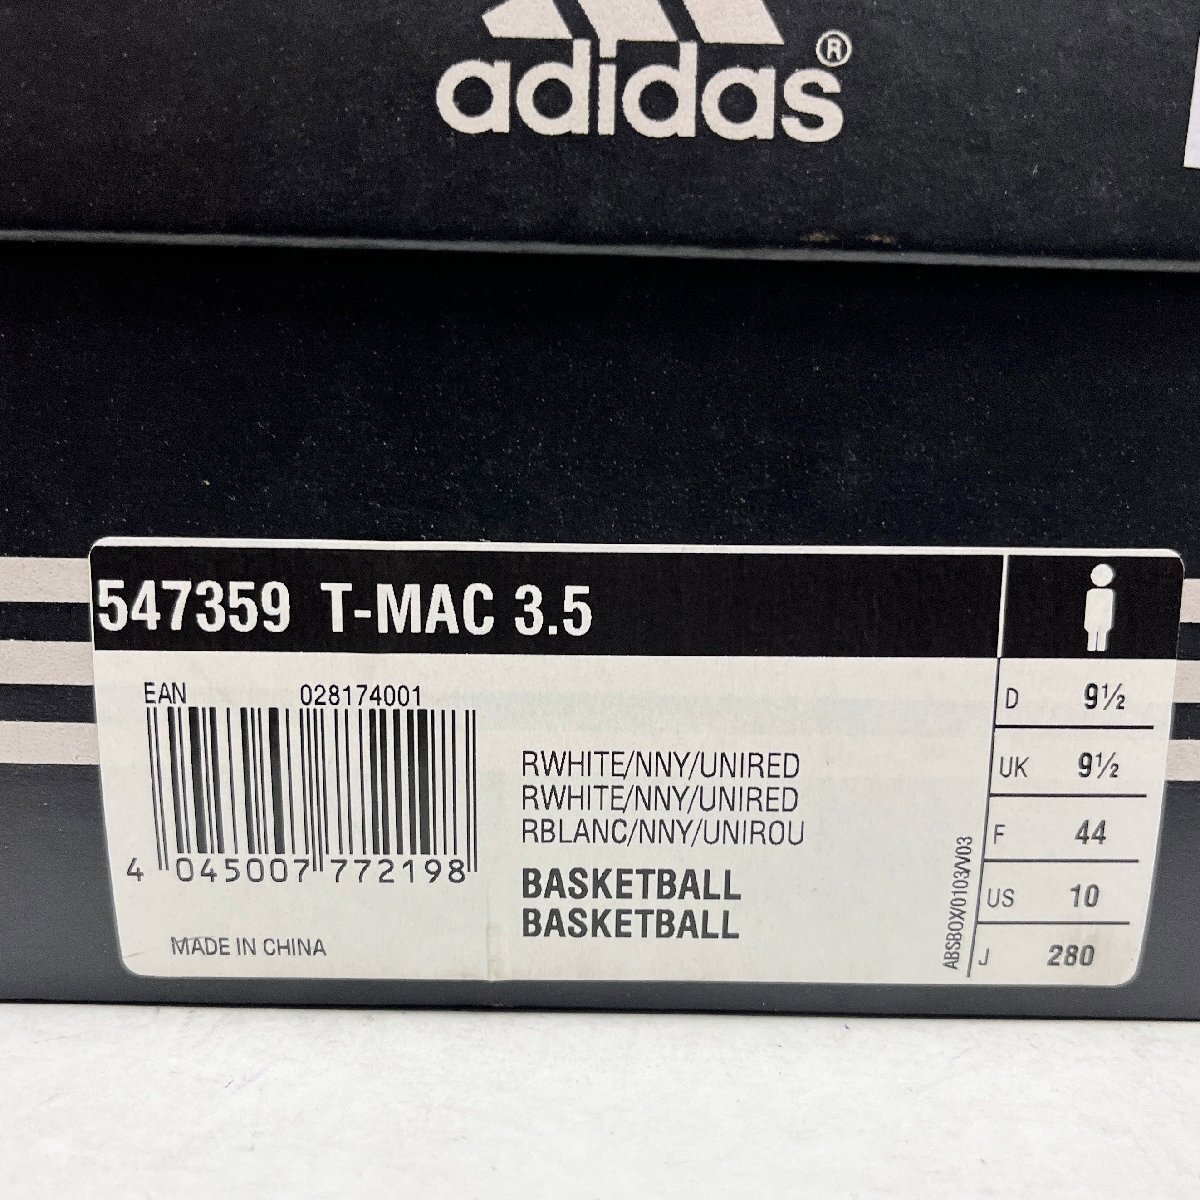 adidas®
547359 T-MAC 3.5
EAN 028174001
4 045007 772198
MADE IN CHINA
RWHITE/NNY/UNIRED
RWHITE/NNY/UNIRED
RBLANC/NNY/UNIROU
BASKETBALL
BASKETBALL
ABSBOX/0103/V03
D 9½
UK 9½
F 44
US 10
J 280